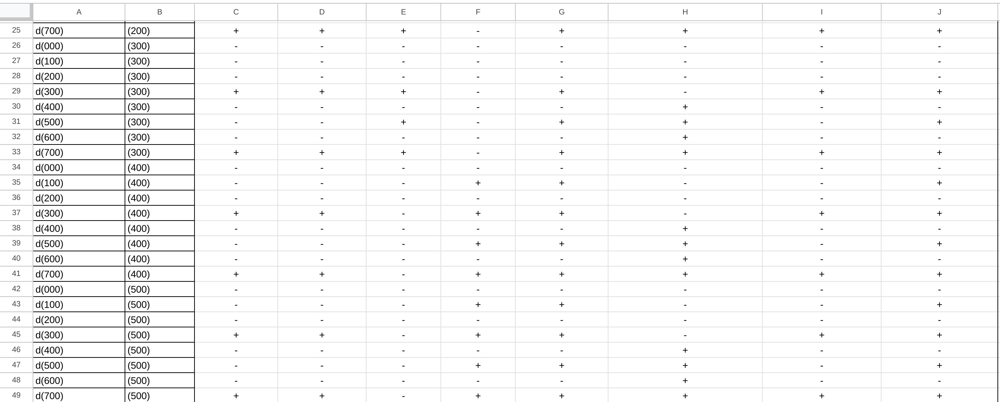 A B C D E F G H I J
25 d(700) (200) + + + - + + + +
26 d(000) (300) - - - - - - - -
27 d(100) (300) - - - - - - - -
28 d(200) (300) - - - - - - - -
29 d(300) (300) + + + - + - + +
30 d(400) (300) - - - - - + - -
31 d(500) (300) - - + - + + - +
32 d(600) (300) - - - - - + - -
33 d(700) (300) + + + - + + + +
34 d(000) (400) - - - - - - - -
35 d(100) (400) - - - + + - - +
36 d(200) (400) - - - - - - - -
37 d(300) (400) + + - + + - + +
38 d(400) (400) - - - - - + - -
39 d(500) (400) - - - + + + - +
40 d(600) (400) - - - - - + - -
41 d(700) (400) + + - + + + + +
42 d(000) (500) - - - - - - - -
43 d(100) (500) - - - + + - - +
44 d(200) (500) - - - - - - - -
45 d(300) (500) + + - + + - + +
46 d(400) (500) - - - - - + - -
47 d(500) (500) - - - + + + - +
48 d(600) (500) - - - - - + - -
49 d(700) (500) + + - + + + + +